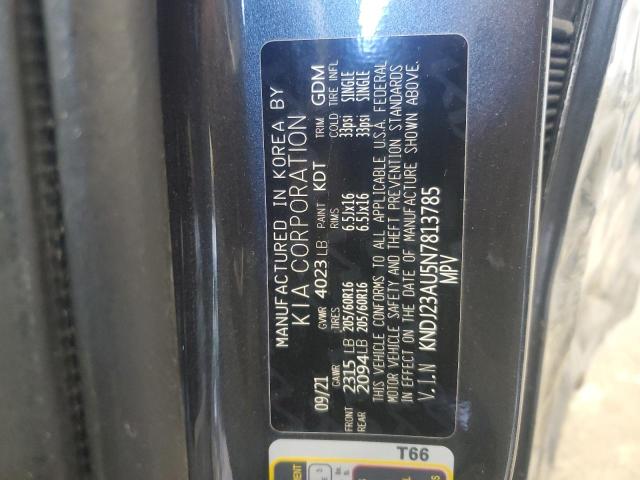 MANUFACTURED IN KOREA BY
KIA CORPORATION
09/21 GVWR 4023 LB PAINT KDT TRIM GDM
GAWR TIRES RIMS COLD TIRE INFL
FRONT 2315 LB 205/60R16 6.5Jx16 33psi SINGLE
REAR 2094 LB 205/60R16 6.5Jx16 33psi SINGLE
THIS VEHICLE CONFORMS TO ALL APPLICABLE U.S.A. FEDERAL
MOTOR VEHICLE SAFETY AND THEFT PREVENTION STANDARDS
IN EFFECT ON THE DATE OF MANUFACTURE SHOWN ABOVE.
V.I.N KNDJ23AU5N7813785
MPV
T66